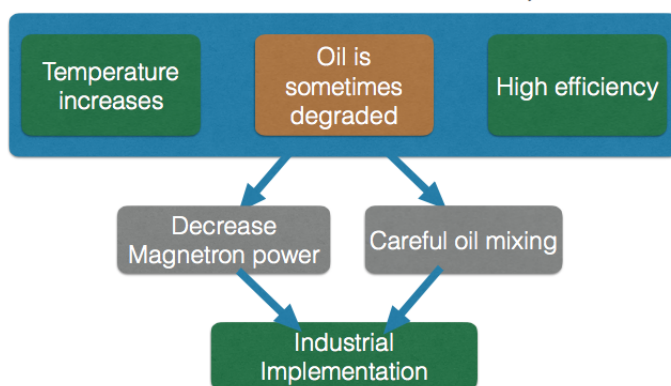 Temperature
increases
Oil is
sometimes
degraded
High efficiency
Decrease
Magnetron power
Careful oil mixing
Industrial
Implementation